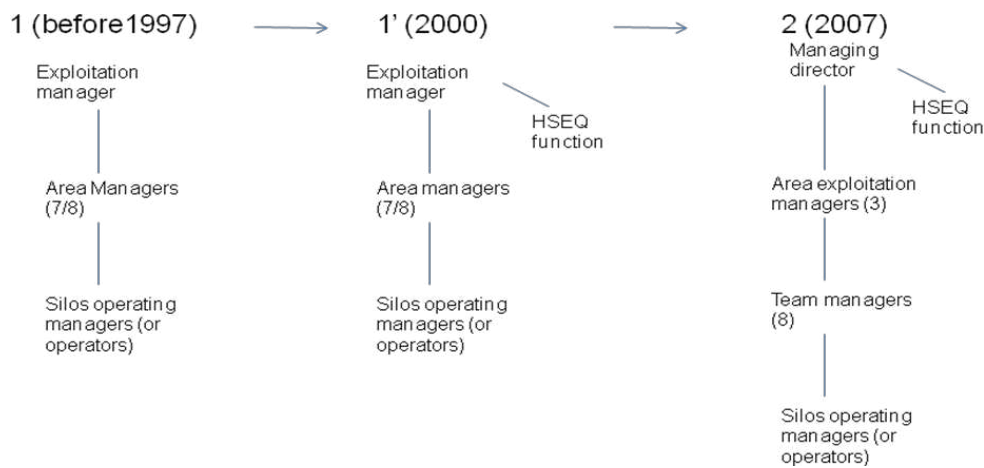 1 (before1997)
Exploitation
manager
Area Managers
(7/8)
Silos operating
managers (or
operators)
1’ (2000)
Exploitation
manager
HSEQ
function
Area managers
(7/8)
Silos operating
managers (or
operators)
2 (2007)
Managing
director
HSEQ
function
Area exploitation
managers (3)
Team managers
(8)
Silos operating
managers (or
operators)